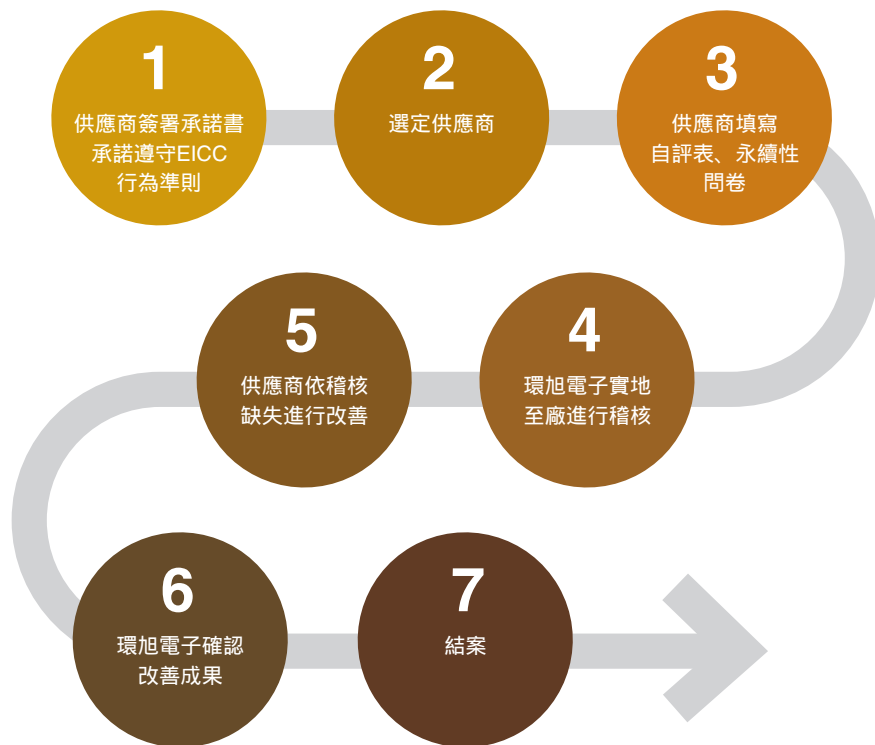 1
供應商簽署承諾書
承諾遵守EICC
行為準則
2
選定供應商
3
供應商填寫
自評表、永續性
問卷
4
環旭電子實地
至廠進行稽核
5
供應商依稽核
缺失進行改善
6
環旭電子確認
改善成果
7
結案